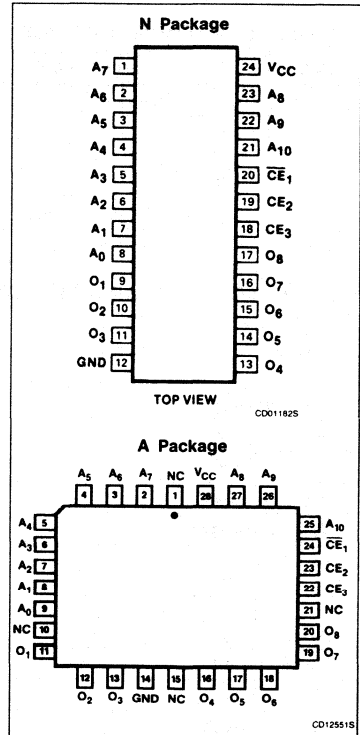 N Package
A7 1 24 VCC
A6 2 23 A8
A5 3 22 A9
A4 4 21 A10
A3 5 20 C̅E̅1
A2 6 19 CE2
A1 7 18 CE3
A0 8 17 O8
O1 9 16 O7
O2 10 15 O6
O3 11 14 O5
GND 12 13 O4
TOP VIEW
CD01182S
A Package
A5 A6 A7 NC VCC A8 A9
4 3 2 1 28 27 26
A4 5 25 A10
A3 6 24 C̅E̅1
A2 7 23 CE2
A1 8 22 CE3
A0 9 21 NC
NC 10 20 O8
O1 11 19 O7
12 13 14 15 16 17 18
O2 O3 GND NC O4 O5 O6
CD12551S